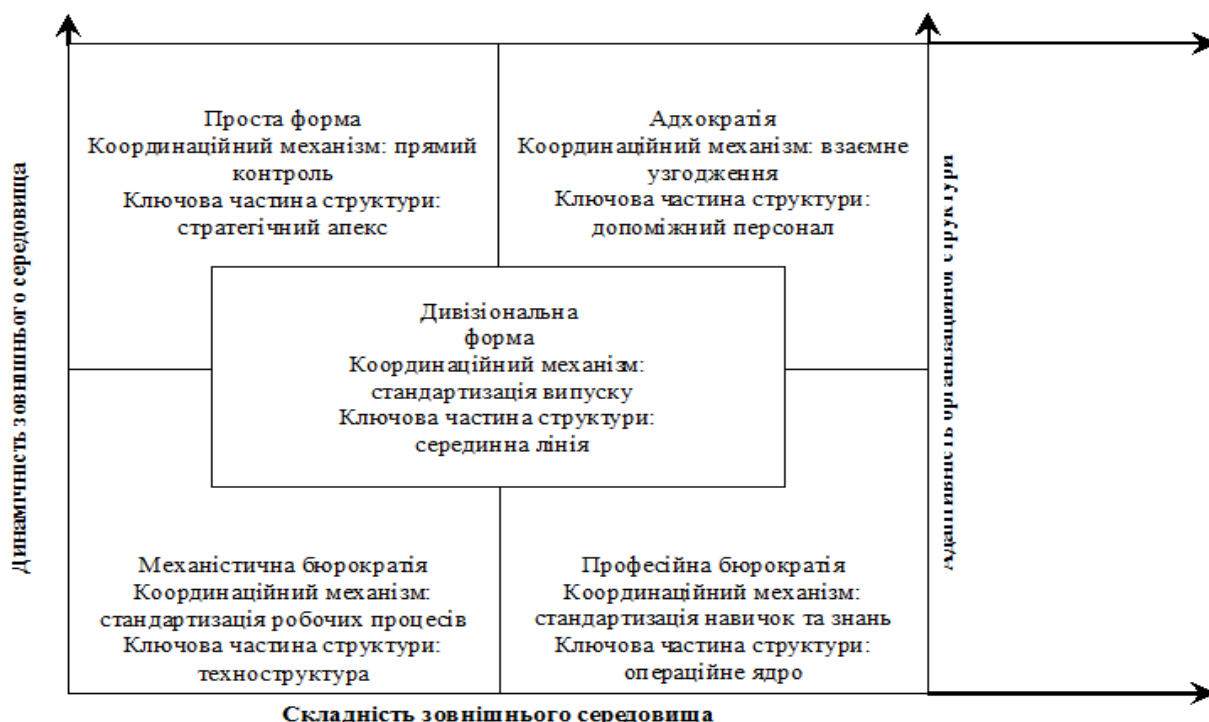 Проста форма
Координаційний механізм: прямий
контроль
Ключова частина структури:
стратегічний апекс
Адхократія
Координаційний механізм: взаємне
узгодження
Ключова частина структури:
допоміжний персонал
Дивізіональна
форма
Координаційний механізм:
стандартизація випуску
Ключова частина структури:
серединна лінія
Механістична бюрократія
Координаційний механізм:
стандартизація робочих процесів
Ключова частина структури:
техноструктура
Професійна бюрократія
Координаційний механізм:
стандартизація навичок та знань
Ключова частина структури:
операційне ядро
Динамічність зовнішнього середовища
Адаптивність організаційної структури
Складність зовнішнього середовища